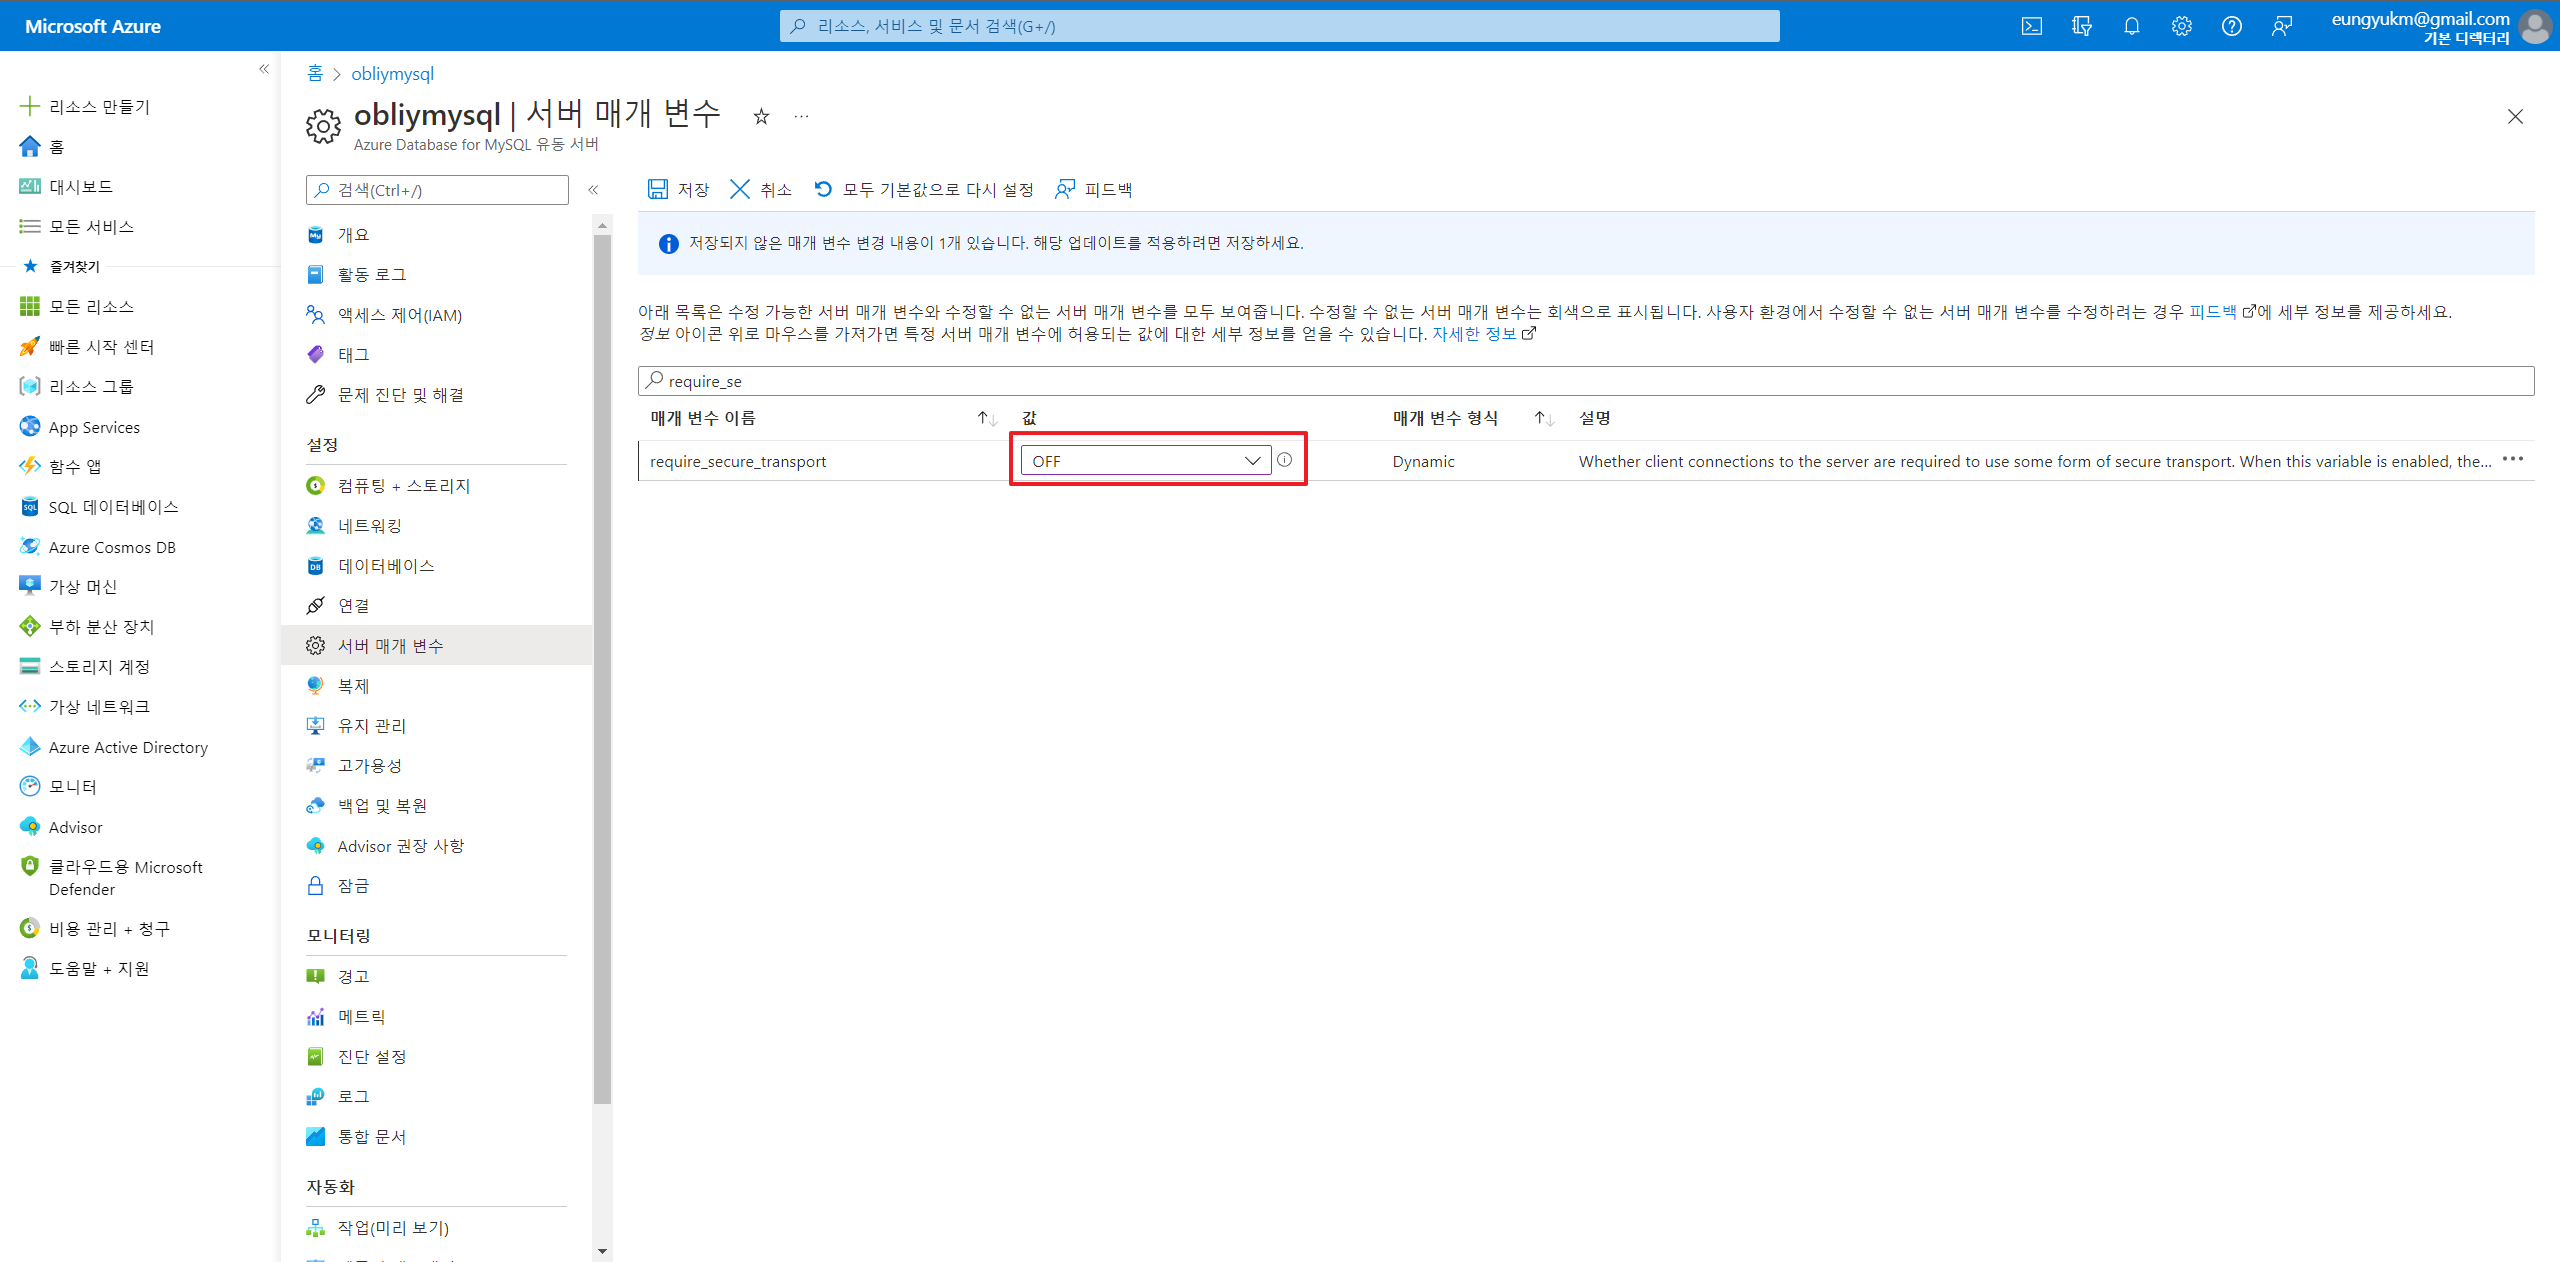 Microsoft Azure
리소스, 서비스 및 문서 검색(G+/)
eungyukm@gmail.com
기본 디렉터리
리소스 만들기
홈
대시보드
모든 서비스
즐겨찾기
모든 리소스
빠른 시작 센터
리소스 그룹
App Services
함수 앱
SQL 데이터베이스
Azure Cosmos DB
가상 머신
부하 분산 장치
스토리지 계정
가상 네트워크
Azure Active Directory
모니터
Advisor
클라우드용 Microsoft
Defender
비용 관리 + 청구
도움말 + 지원
홈 > obliymysql
obliymysql | 서버 매개 변수
Azure Database for MySQL 유동 서버
검색(Ctrl+/)
개요
활동 로그
액세스 제어(IAM)
태그
문제 진단 및 해결
설정
컴퓨팅 + 스토리지
네트워킹
데이터베이스
연결
서버 매개 변수
복제
유지 관리
고가용성
백업 및 복원
Advisor 권장 사항
잠금
모니터링
경고
메트릭
진단 설정
로그
통합 문서
자동화
작업(미리 보기)
저장 취소 모두 기본값으로 다시 설정 피드백
저장되지 않은 매개 변수 변경 내용이 1개 있습니다. 해당 업데이트를 적용하려면 저장하세요.
아래 목록은 수정 가능한 서버 매개 변수와 수정할 수 없는 서버 매개 변수를 모두 보여줍니다. 수정할 수 없는 서버 매개 변수는 회색으로 표시됩니다. 사용자 환경에서 수정할 수 없는 서버 매개 변수를 수정하려는 경우 피드백에 세부 정보를 제공하세요.
정보 아이콘 위로 마우스를 가져가면 특정 서버 매개 변수에 허용되는 값에 대한 세부 정보를 얻을 수 있습니다. 자세한 정보
require_se
매개 변수 이름 값 매개 변수 형식 설명
require_secure_transport OFF Dynamic Whether client connections to the server are required to use some form of secure transport. When this variable is enabled, the...